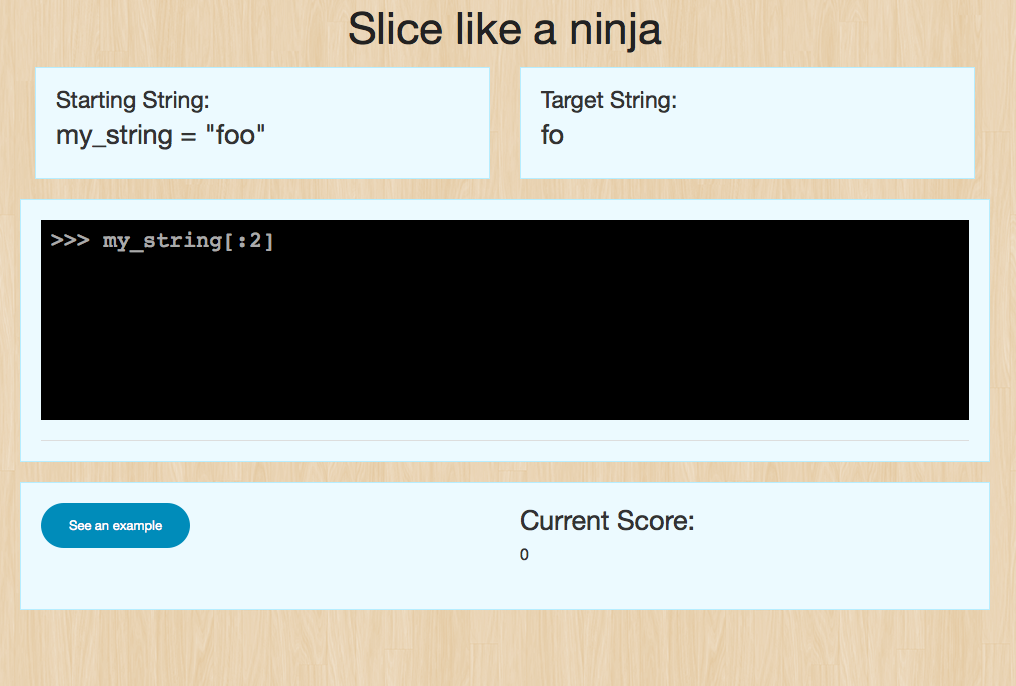 Slice like a ninja
Starting String:
my_string = "foo"
Target String:
fo
>>> my_string[:2]
See an example
Current Score:
0